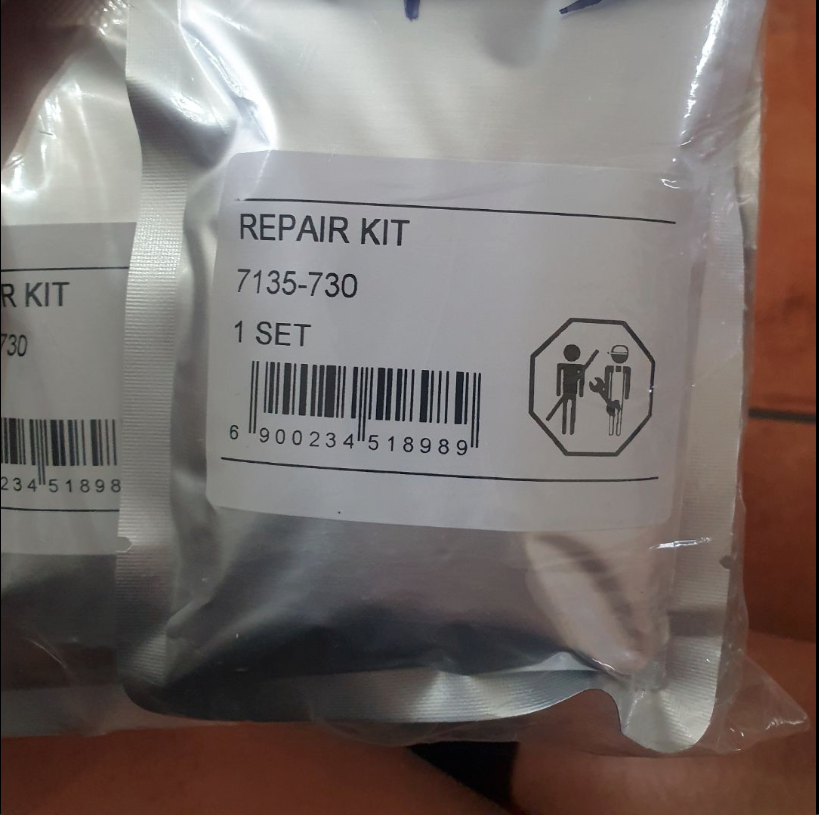 REPAIR KIT
7135-730
1 SET
6 900234 518989
R KIT
730
234 51898